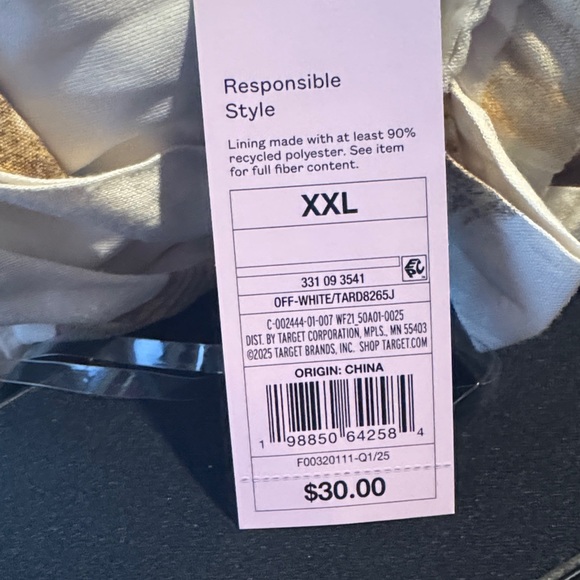 Responsible
Style
Lining made with at least 90%
recycled polyester. See item
for full fiber content.
XXL
331 09 3541
OFF-WHITE/TARD8265J
C-002444-01-007 WF21_50A01-0025
DIST. BY TARGET CORPORATION, MPLS., MN 55403
©2025 TARGET BRANDS, INC. SHOP TARGET.COM
ORIGIN: CHINA
1 98850 64258 4
F00320111-Q1/25
$30.00